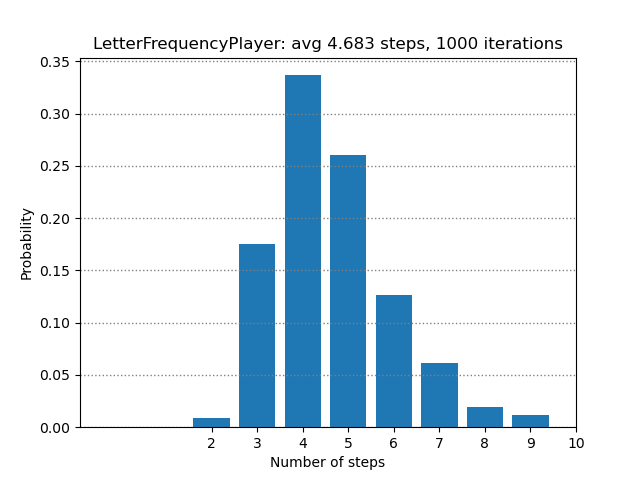 LetterFrequencyPlayer: avg 4.683 steps, 1000 iterations
0.35
0.30
0.25
0.20
0.15
0.10
0.05
0.00
Probability
2 3 4 5 6 7 8 9 10
Number of steps